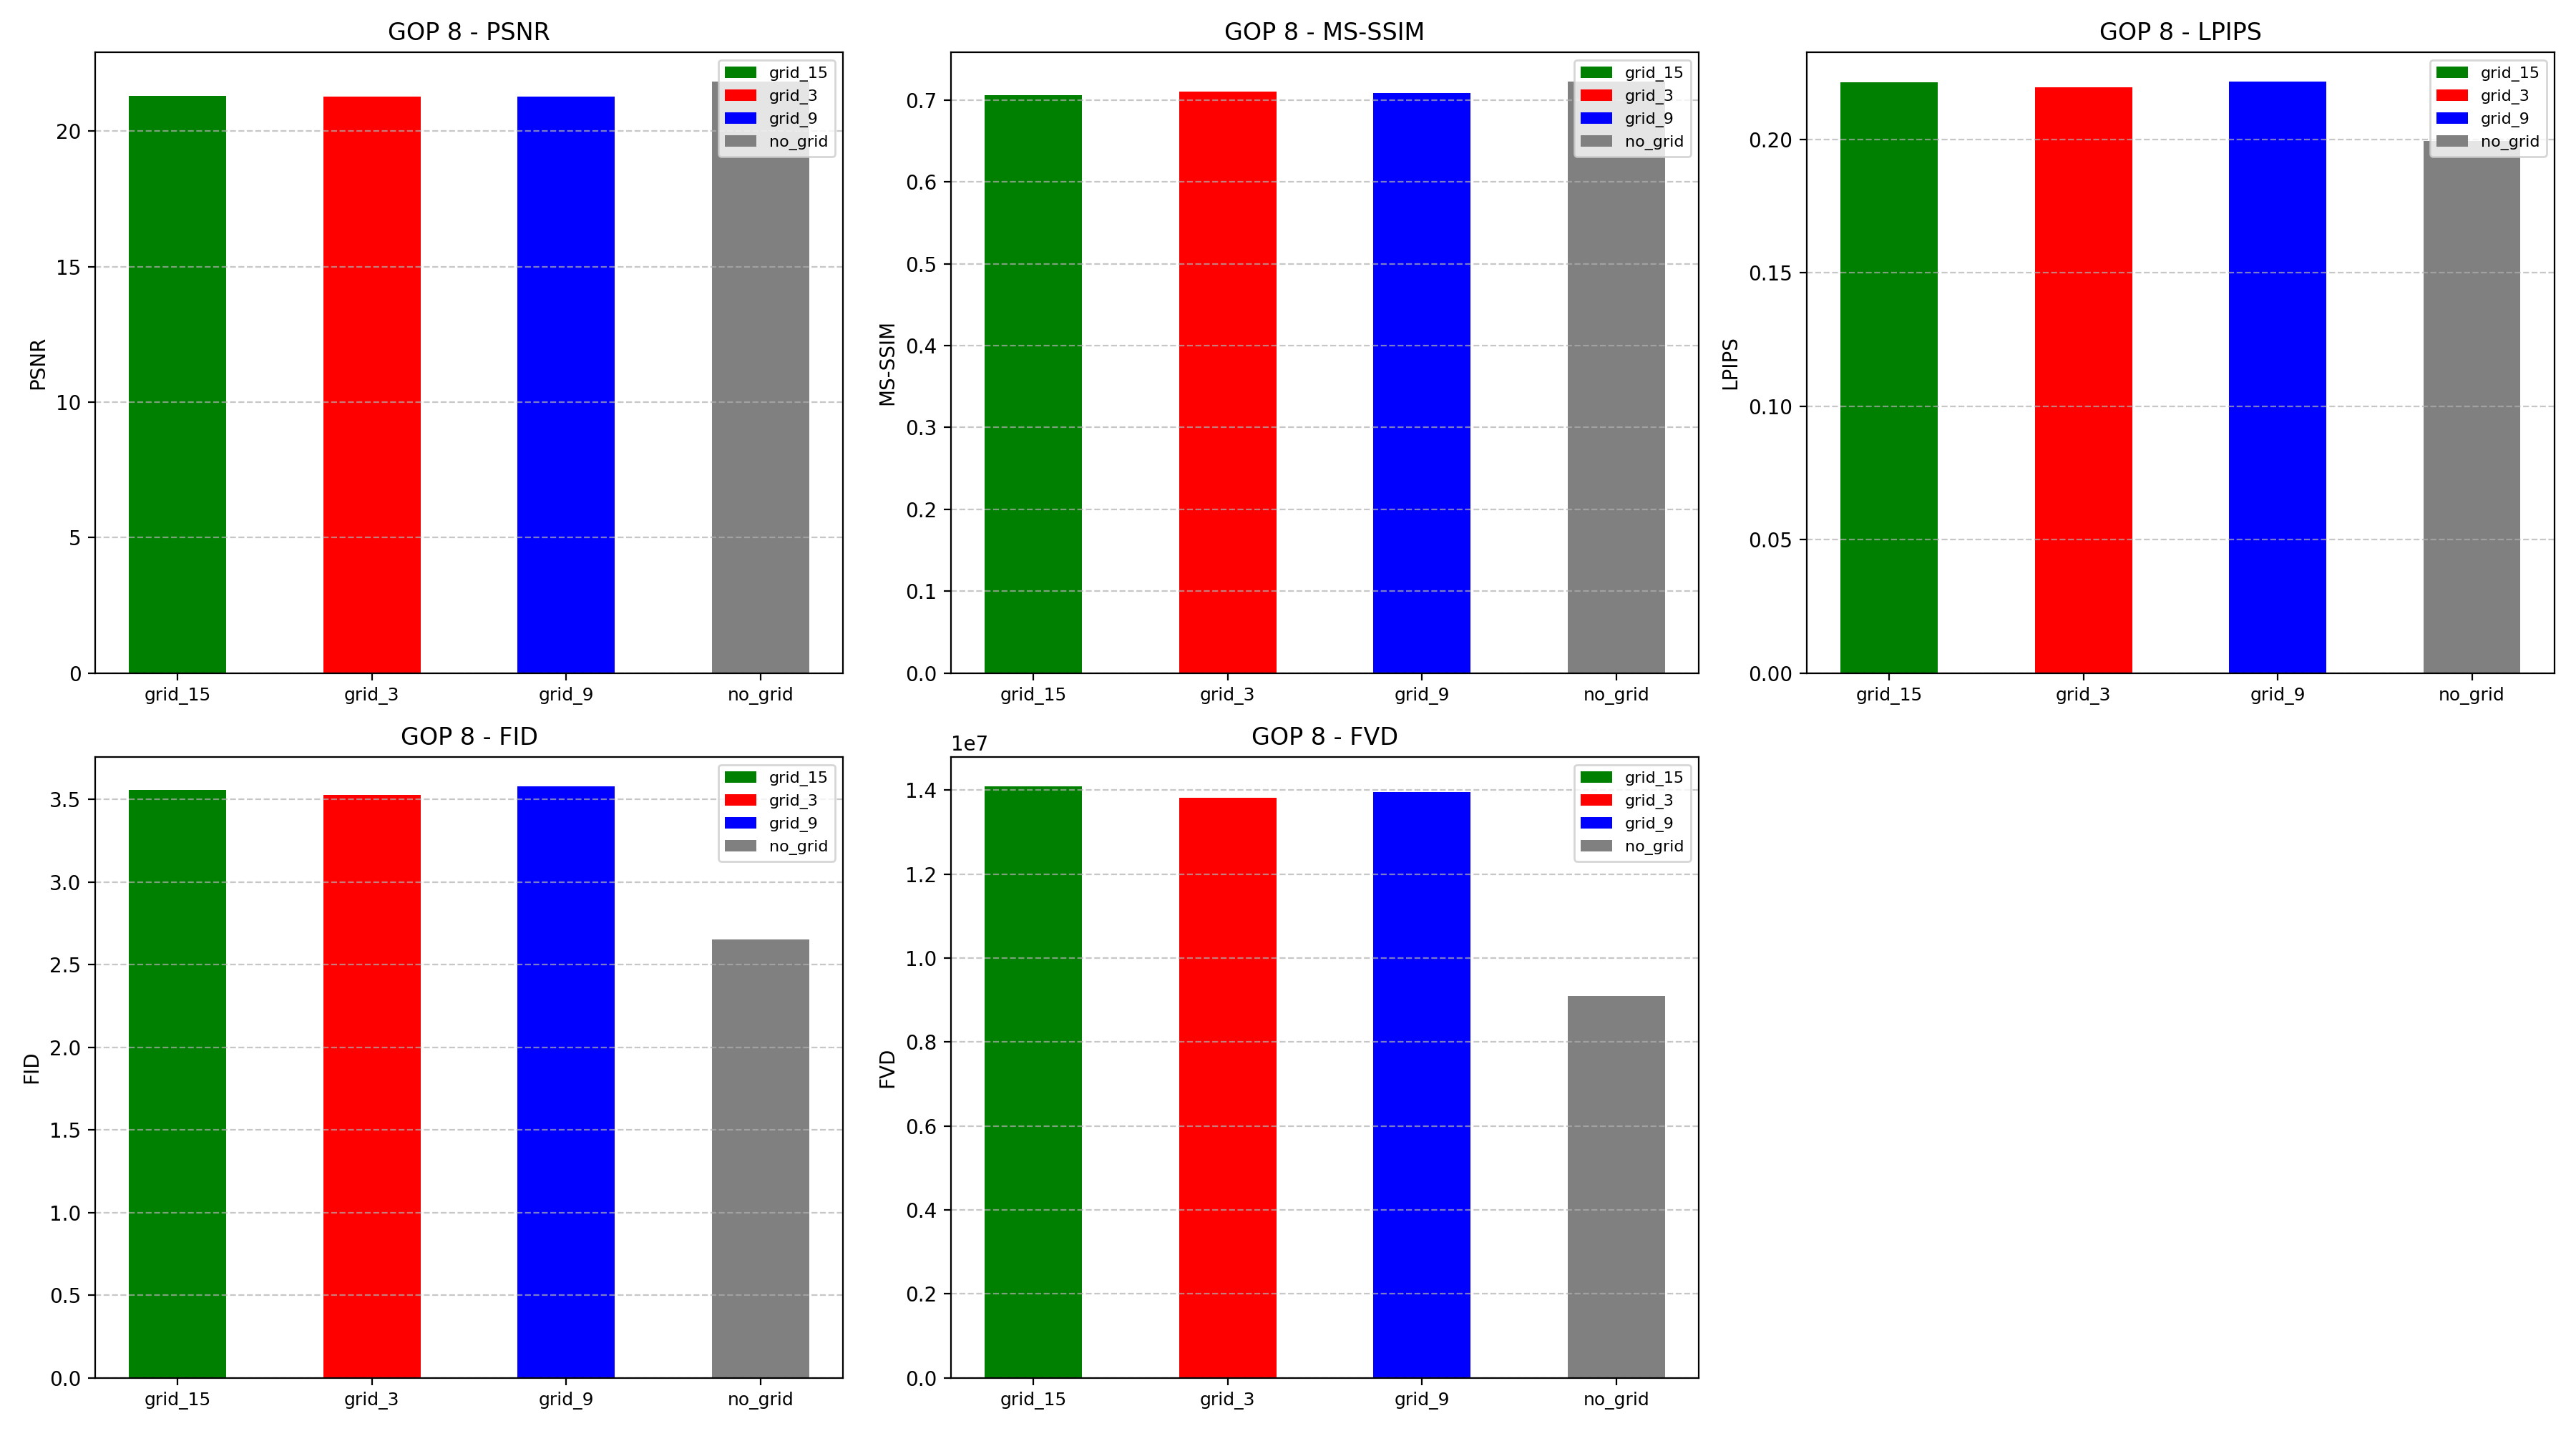 GOP 8 - PSNR
PSNR
20
15
10
5
0
grid_15
grid_3
grid_9
no_grid
grid_15 grid_3 grid_9 no_grid
GOP 8 - MS-SSIM
MS-SSIM
0.7
0.6
0.5
0.4
0.3
0.2
0.1
0.0
grid_15
grid_3
grid_9
no_grid
grid_15 grid_3 grid_9 no_grid
GOP 8 - LPIPS
LPIPS
0.20
0.15
0.10
0.05
0.00
grid_15
grid_3
grid_9
no_grid
grid_15 grid_3 grid_9 no_grid
GOP 8 - FID
FID
3.5
3.0
2.5
2.0
1.5
1.0
0.5
0.0
grid_15
grid_3
grid_9
no_grid
grid_15 grid_3 grid_9 no_grid
GOP 8 - FVD
1e7
FVD
1.4
1.2
1.0
0.8
0.6
0.4
0.2
0.0
grid_15
grid_3
grid_9
no_grid
grid_15 grid_3 grid_9 no_grid